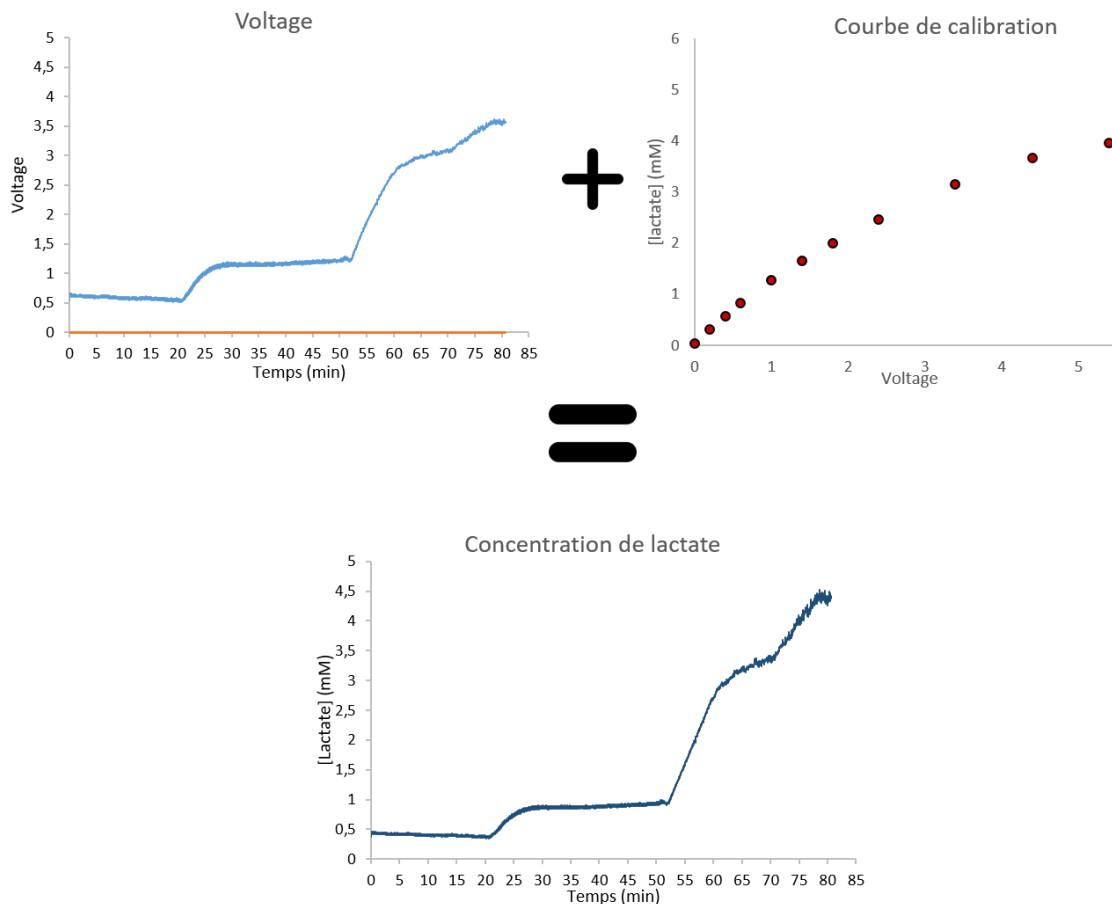 Voltage
5
4,5
4
3,5
3
2,5
2
1,5
1
0,5
0
Voltage
0 5 10 15 20 25 30 35 40 45 50 55 60 65 70 75 80 85
Temps (min)
Courbe de calibration
6
5
4
3
2
1
0
[lactate] (mM)
0 1 2 3 4 5
Voltage
Concentration de lactate
5
4,5
4
3,5
3
2,5
2
1,5
1
0,5
0
[Lactate] (mM)
0 5 10 15 20 25 30 35 40 45 50 55 60 65 70 75 80 85
Temps (min)